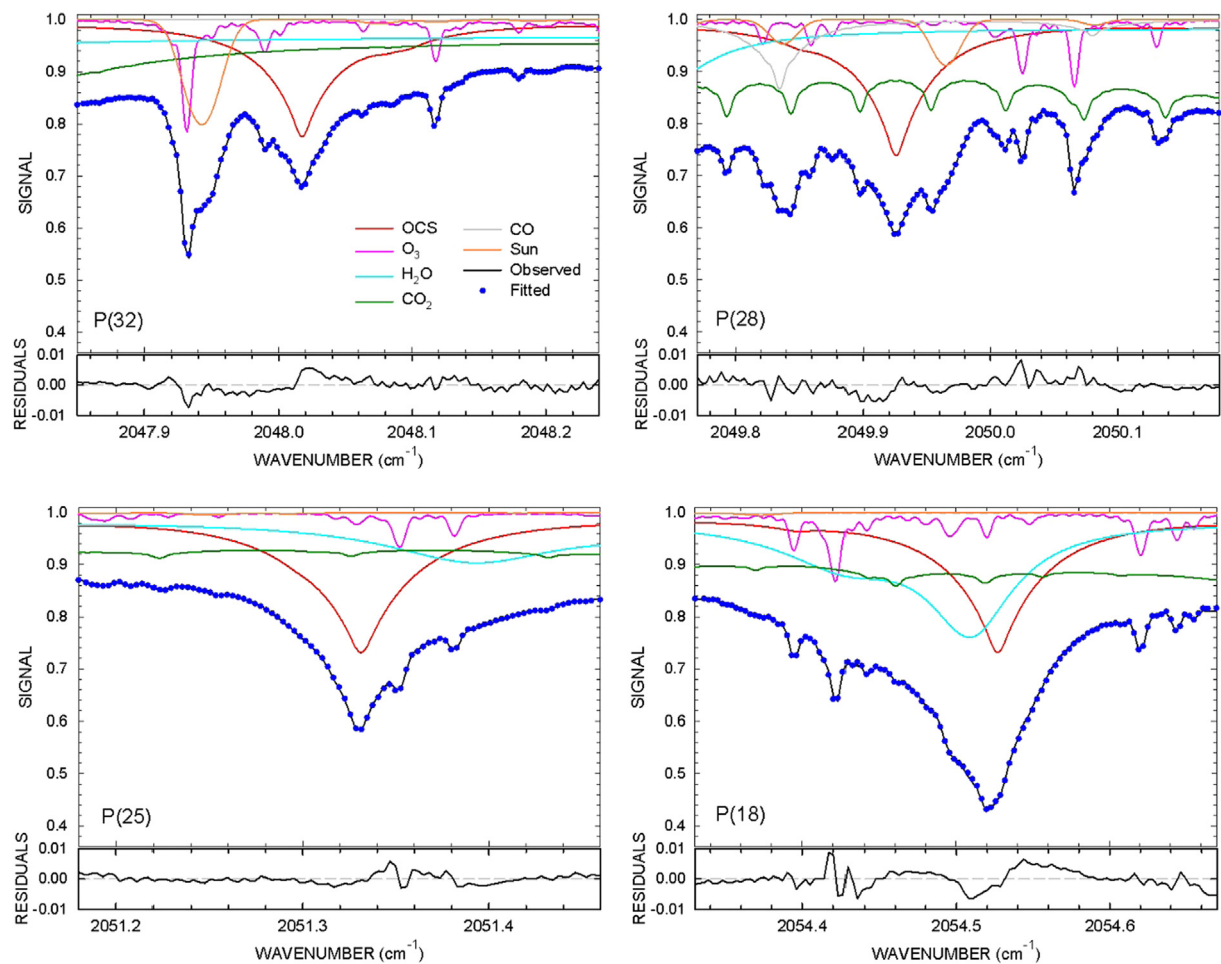 1.0
0.9
0.8
0.7
0.6
0.5
0.4
SIGNAL
OCS
O3
H2O
CO2
CO
Sun
Observed
Fitted
P(32)
0.01
0.00
-0.01
RESIDUALS
2047.9 2048.0 2048.1 2048.2
WAVENUMBER (cm-1)
1.0
0.9
0.8
0.7
0.6
0.5
0.4
SIGNAL
P(28)
0.01
0.00
-0.01
RESIDUALS
2049.8 2049.9 2050.0 2050.1
WAVENUMBER (cm-1)
1.0
0.9
0.8
0.7
0.6
0.5
0.4
SIGNAL
P(25)
0.01
0.00
-0.01
RESIDUALS
2051.2 2051.3 2051.4
WAVENUMBER (cm-1)
1.0
0.9
0.8
0.7
0.6
0.5
0.4
SIGNAL
P(18)
0.01
0.00
-0.01
RESIDUALS
2054.4 2054.5 2054.6
WAVENUMBER (cm-1)